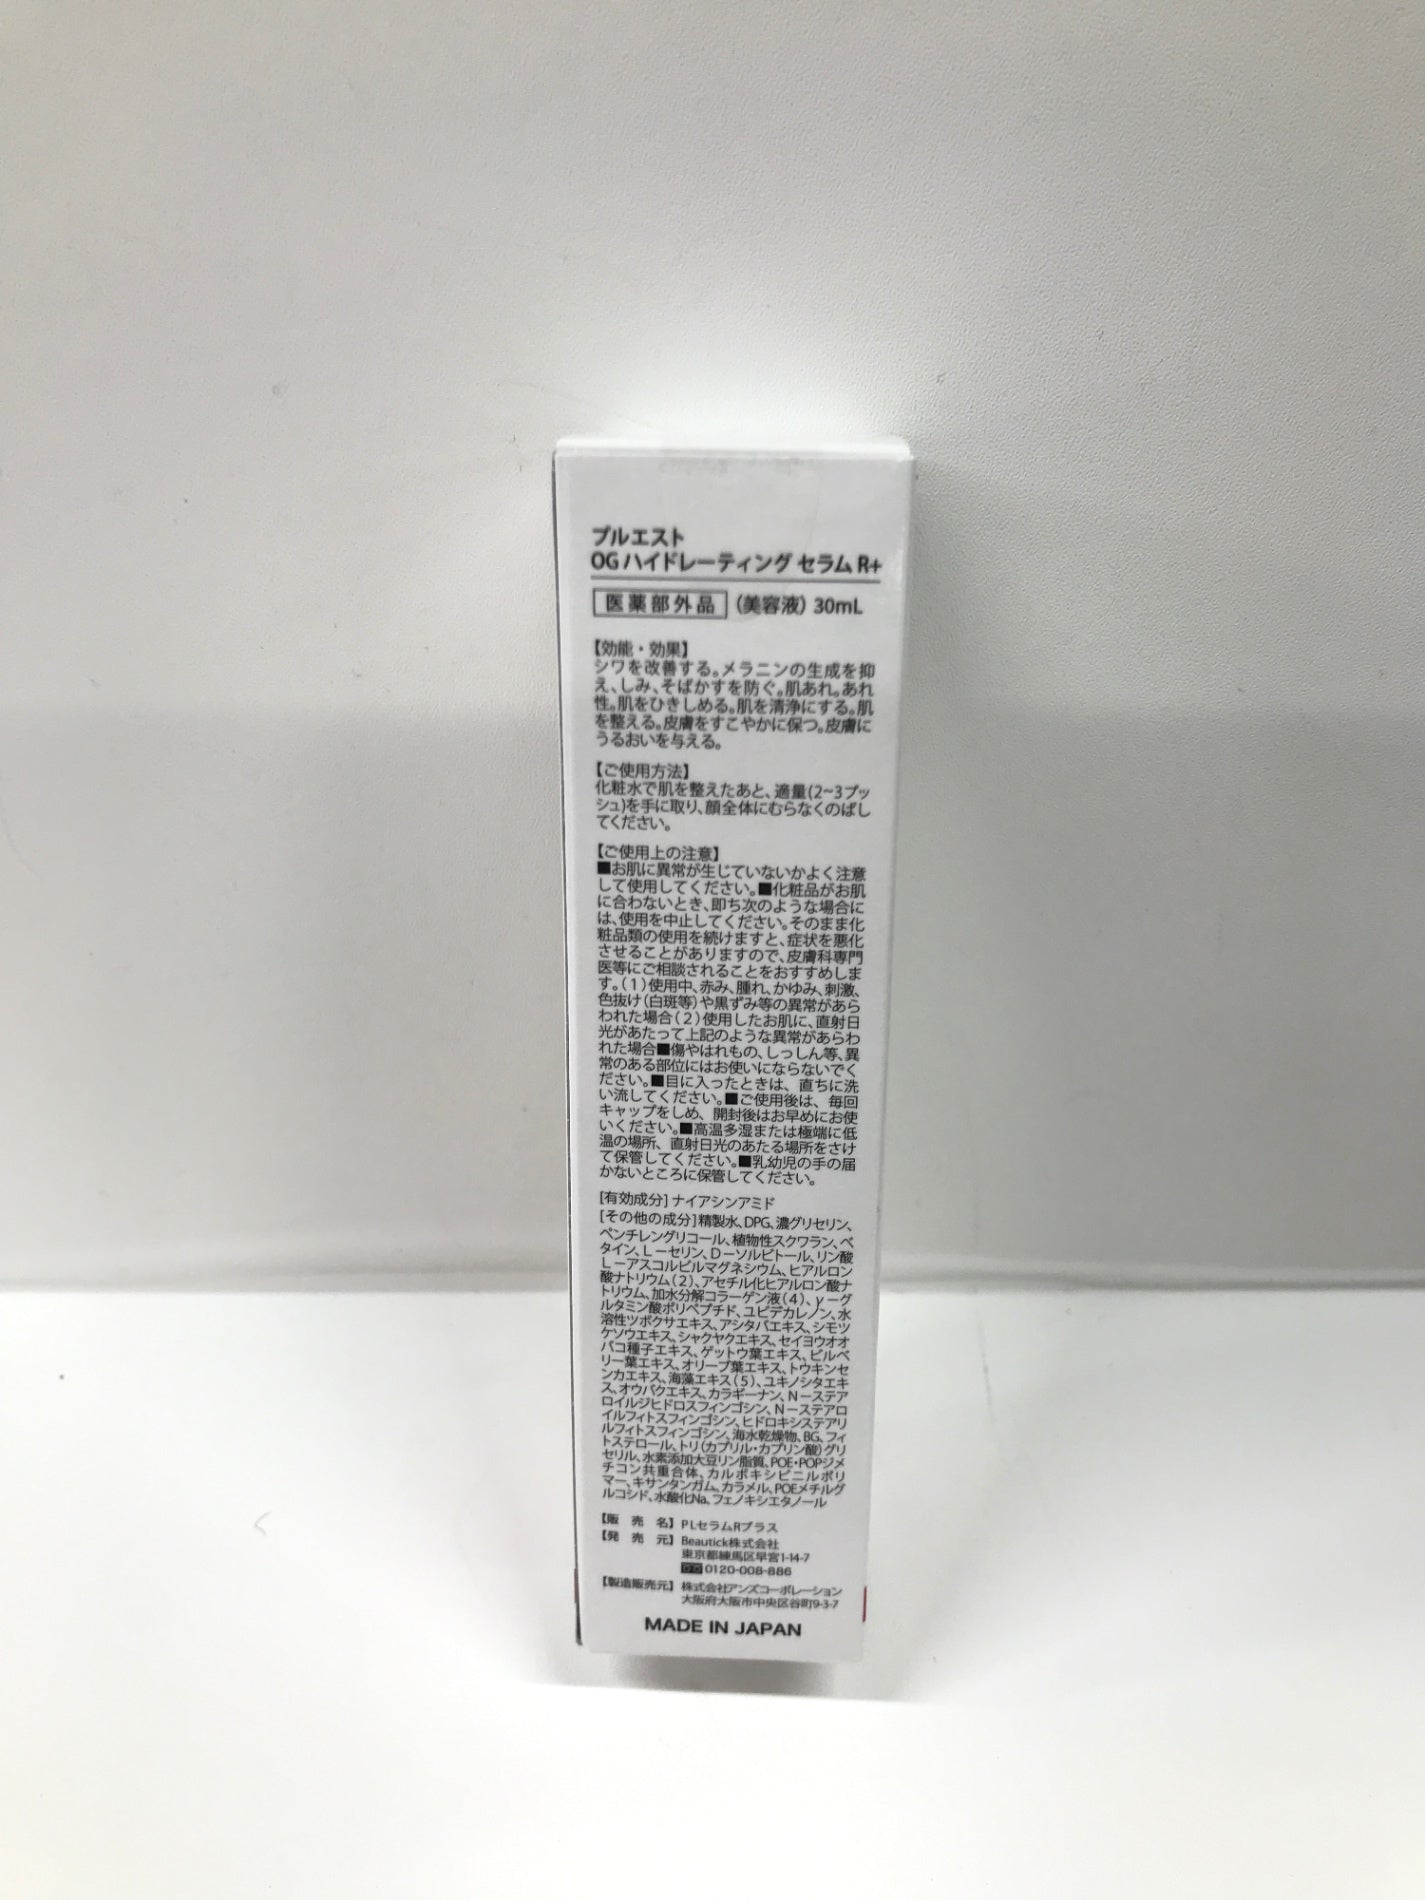 プルエスト
OG ハイドレーティング セラム R+
医薬部外品 (美容液) 30mL
【効能・効果】
シワを改善する。メラニンの生成を抑
え、しみ、そばかすを防ぐ。肌あれ。あれ
性。肌をひきしめる。肌を清浄にする。肌
を整える。皮膚をすこやかに保つ。皮膚に
うるおいを与える。
【ご使用方法】
化粧水で肌を整えたあと、適量(2~3プッ
シュ)を手に取り、顔全体にむらなくのばし
てください。
【ご使用上の注意】
■お肌に異常が生じていないかよく注意
して使用してください。■化粧品がお肌
に合わないとき、即ち次のような場合に
は、使用を中止してください。そのまま化
粧品類の使用を続けますと、症状を悪化
させることがありますので、皮膚科専門
医等にご相談されることをおすすめしま
す。(1)使用中、赤み、腫れ、かゆみ、刺激、
色抜け(白斑等)や黒ずみ等の異常があら
われた場合(2)使用したお肌に、直射日
光があたって上記のような異常があらわ
れた場合■傷やはれもの、しっしん等、異
常のある部位にはお使いにならないでく
ださい。■目に入ったときは、直ちに洗
い流してください。■ご使用後は、毎回
キャップをしめ、開封後はお早めにお使
いください。■高温多湿または極端に低
温の場所、直射日光のあたる場所をさけ
て保管してください。■乳幼児の手の届
かないところに保管してください。
[有効成分] ナイアシンアミド
[その他の成分]精製水、DPG、濃グリセリン、
ペンチレングリコール、植物性スクワラン、ベ
タイン、L－セリン、D－ソルビトール、リン酸
L－アスコルビルマグネシウム、ヒアルロン
酸ナトリウム(2)、アセチル化ヒアルロン酸ナ
トリウム、加水分解コラーゲン液(4)、γ－グ
ルタミン酸ポリペプチド、ユビデカレノン、水
溶性ツボクサエキス、アシタバエキス、シモツ
ケソウエキス、シャクヤクエキス、セイヨウオオ
バコ種子エキス、ゲットウ葉エキス、ビルベ
リー葉エキス、オリーブ葉エキス、トウキンセ
ンカエキス、海藻エキス(5)、ユキノシタエキ
ス、オウバクエキス、カラギーナン、N－ステア
ロイルジヒドロスフィンゴシン、N－ステアロ
イルフィトスフィンゴシン、ヒドロキシステアリ
ルフィトスフィンゴシン、海水乾燥物、BG、フィ
トステロール、トリ(カプリル・カプリン酸)グリ
セリル、水素添加大豆リン脂質、POE・POPジメ
チコン共重合体、カルボキシビニルポリ
マー、キサンタンガム、カラメル、POEメチルグ
ルコシド、水酸化Na、フェノキシエタノール
【販 売 名】PLセラムRプラス
【発 売 元】Beautick株式会社
東京都練馬区早宮1-14-7
0120-008-886
【製造販売元】株式会社アンズコーポレーション
大阪府大阪市中央区谷町9-3-7
MADE IN JAPAN